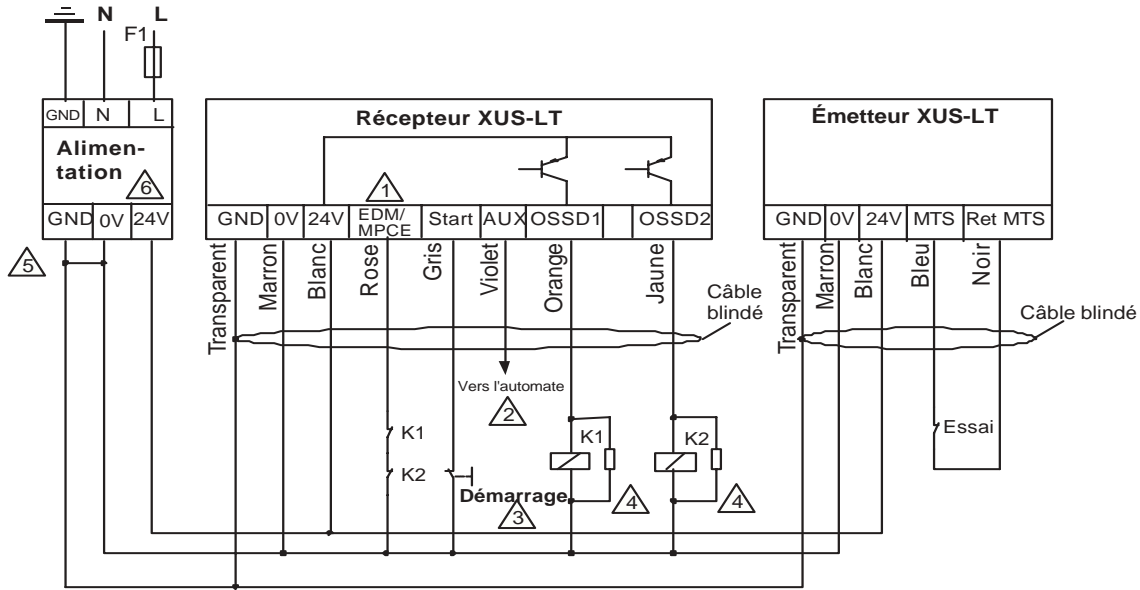 N L
F1
GND N L
Alimen-
tation
6
GND 0V 24V
5
Récepteur XUS-LT
1
GND 0V 24V EDM/ Start AUX OSSD1 OSSD2
MPCE
Transparent
Marron
Blanc
Rose
Gris
Violet
Orange
Jaune
Câble
blindé
Vers l'automate
2
K1
K2
Démarrage
3
K1
4
K2
4
Émetteur XUS-LT
GND 0V 24V MTS Ret MTS
Transparent
Marron
Blanc
Bleu
Noir
Câble blindé
Essai